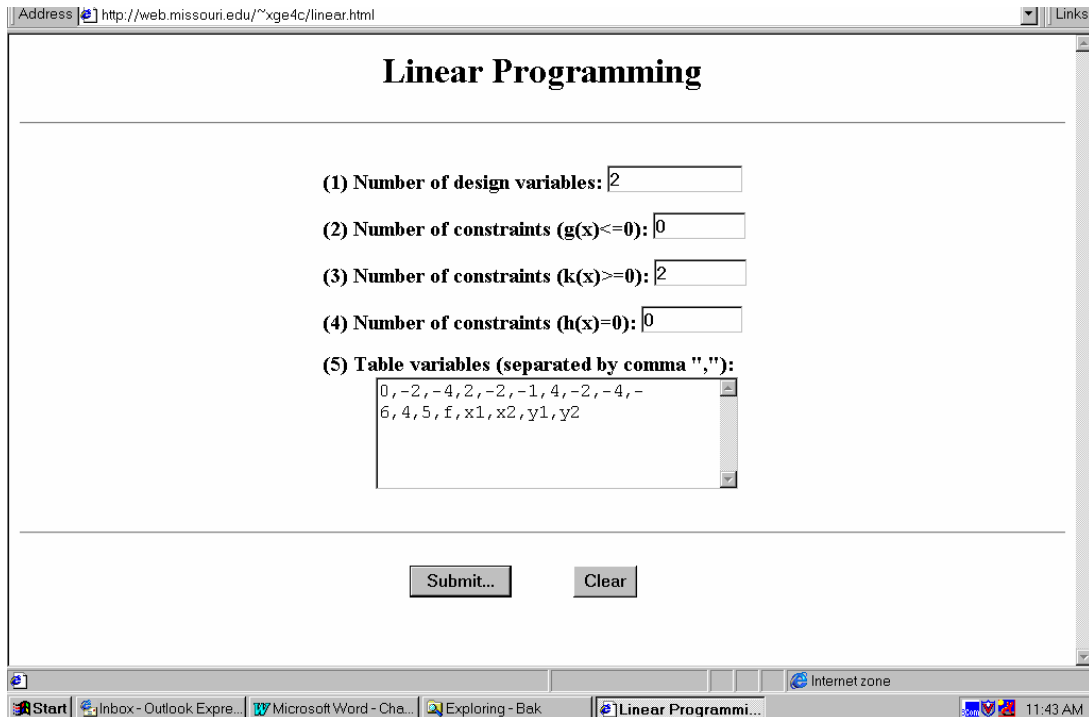 Address http://web.missouri.edu/~xge4c/linear.html Links
Linear Programming
(1) Number of design variables: 2
(2) Number of constraints (g(x)<=0): 0
(3) Number of constraints (k(x)>=0): 2
(4) Number of constraints (h(x)=0): 0
(5) Table variables (separated by comma ","):
0,-2,-4,2,-2,-1,4,-2,-4,-
6,4,5,f,x1,x2,y1,y2
Submit... Clear
Internet zone
Start Inbox - Outlook Expre... Microsoft Word - Cha... Exploring - Bak Linear Programmi... 11:43 AM